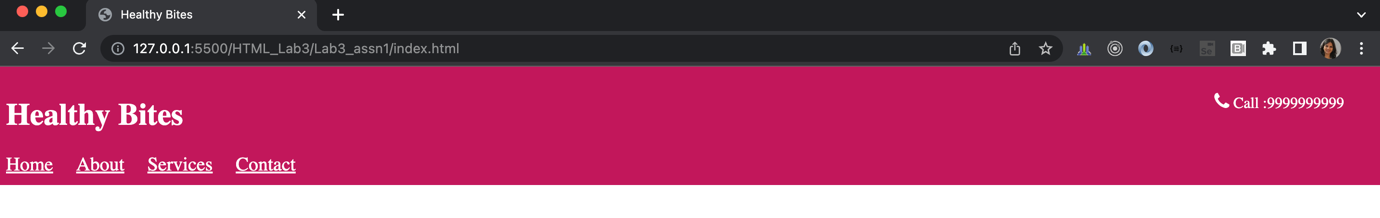 Healthy Bites
127.0.0.1:5500/HTML_Lab3/Lab3_assn1/index.html
Healthy Bites
Call :9999999999
Home About Services Contact